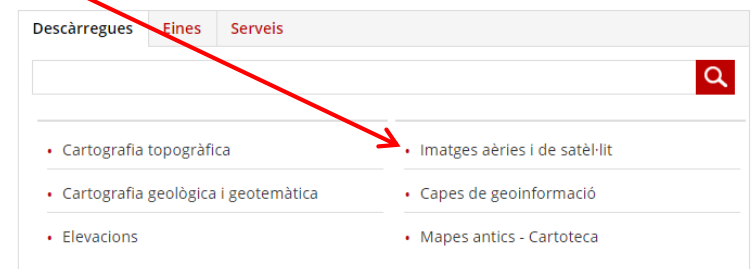 Descàrregues Eines Serveis
• Cartografia topogràfica
• Imatges aèries i de satèl·lit
• Cartografia geològica i geotemàtica
• Capes de geoinformació
• Elevacions
• Mapes antics - Cartoteca